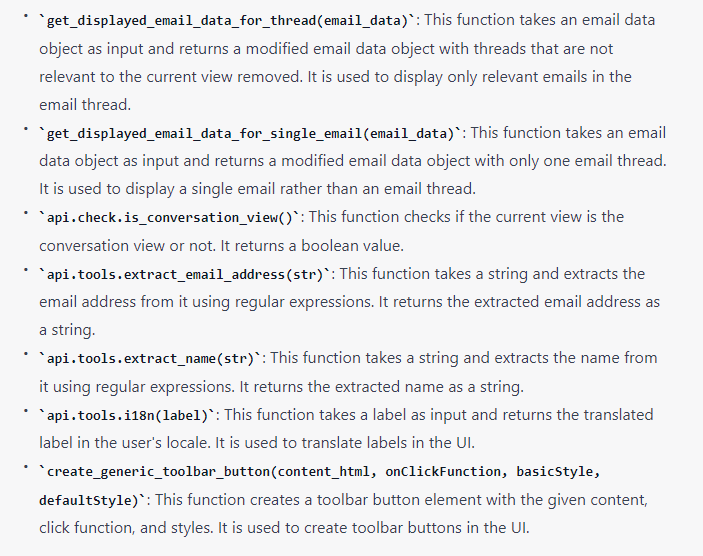 • `get_displayed_email_data_for_thread(email_data)`: This function takes an email data
object as input and returns a modified email data object with threads that are not
relevant to the current view removed. It is used to display only relevant emails in the
email thread.
• `get_displayed_email_data_for_single_email(email_data)`: This function takes an email
data object as input and returns a modified email data object with only one email thread.
It is used to display a single email rather than an email thread.
• `api.check.is_conversation_view()`: This function checks if the current view is the
conversation view or not. It returns a boolean value.
• `api.tools.extract_email_address(str)`: This function takes a string and extracts the
email address from it using regular expressions. It returns the extracted email address as
a string.
• `api.tools.extract_name(str)`: This function takes a string and extracts the name from
it using regular expressions. It returns the extracted name as a string.
• `api.tools.i18n(label)`: This function takes a label as input and returns the translated
label in the user's locale. It is used to translate labels in the UI.
• `create_generic_toolbar_button(content_html, onClickFunction, basicStyle,
defaultStyle)`: This function creates a toolbar button element with the given content,
click function, and styles. It is used to create toolbar buttons in the UI.